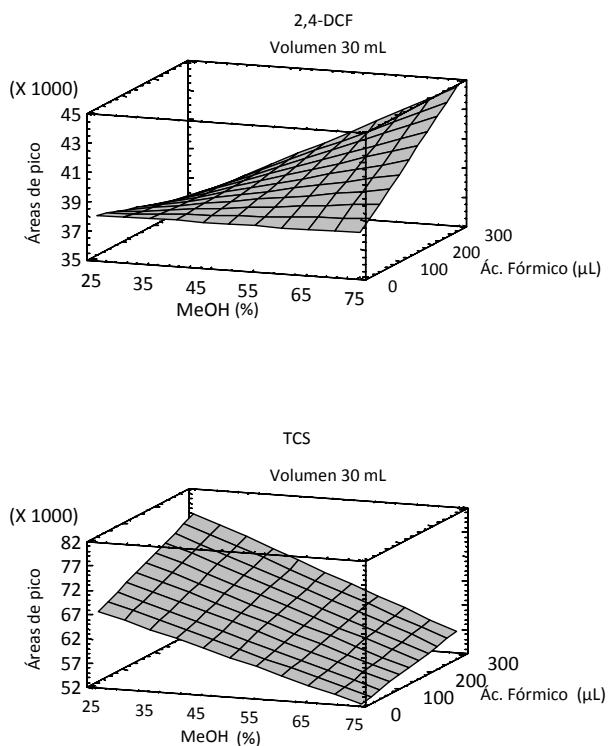 2,4-DCF
Volumen 30 mL
(X 1000)
45
43
41
39
37
35
Áreas de pico
25 35 45 55 65 75
MeOH (%)
0 100 200 300
Ác. Fórmico (µL)
TCS
Volumen 30 mL
(X 1000)
82
77
72
67
62
57
52
Áreas de pico
25 35 45 55 65 75
MeOH (%)
0 100 200 300
Ác. Fórmico (µL)